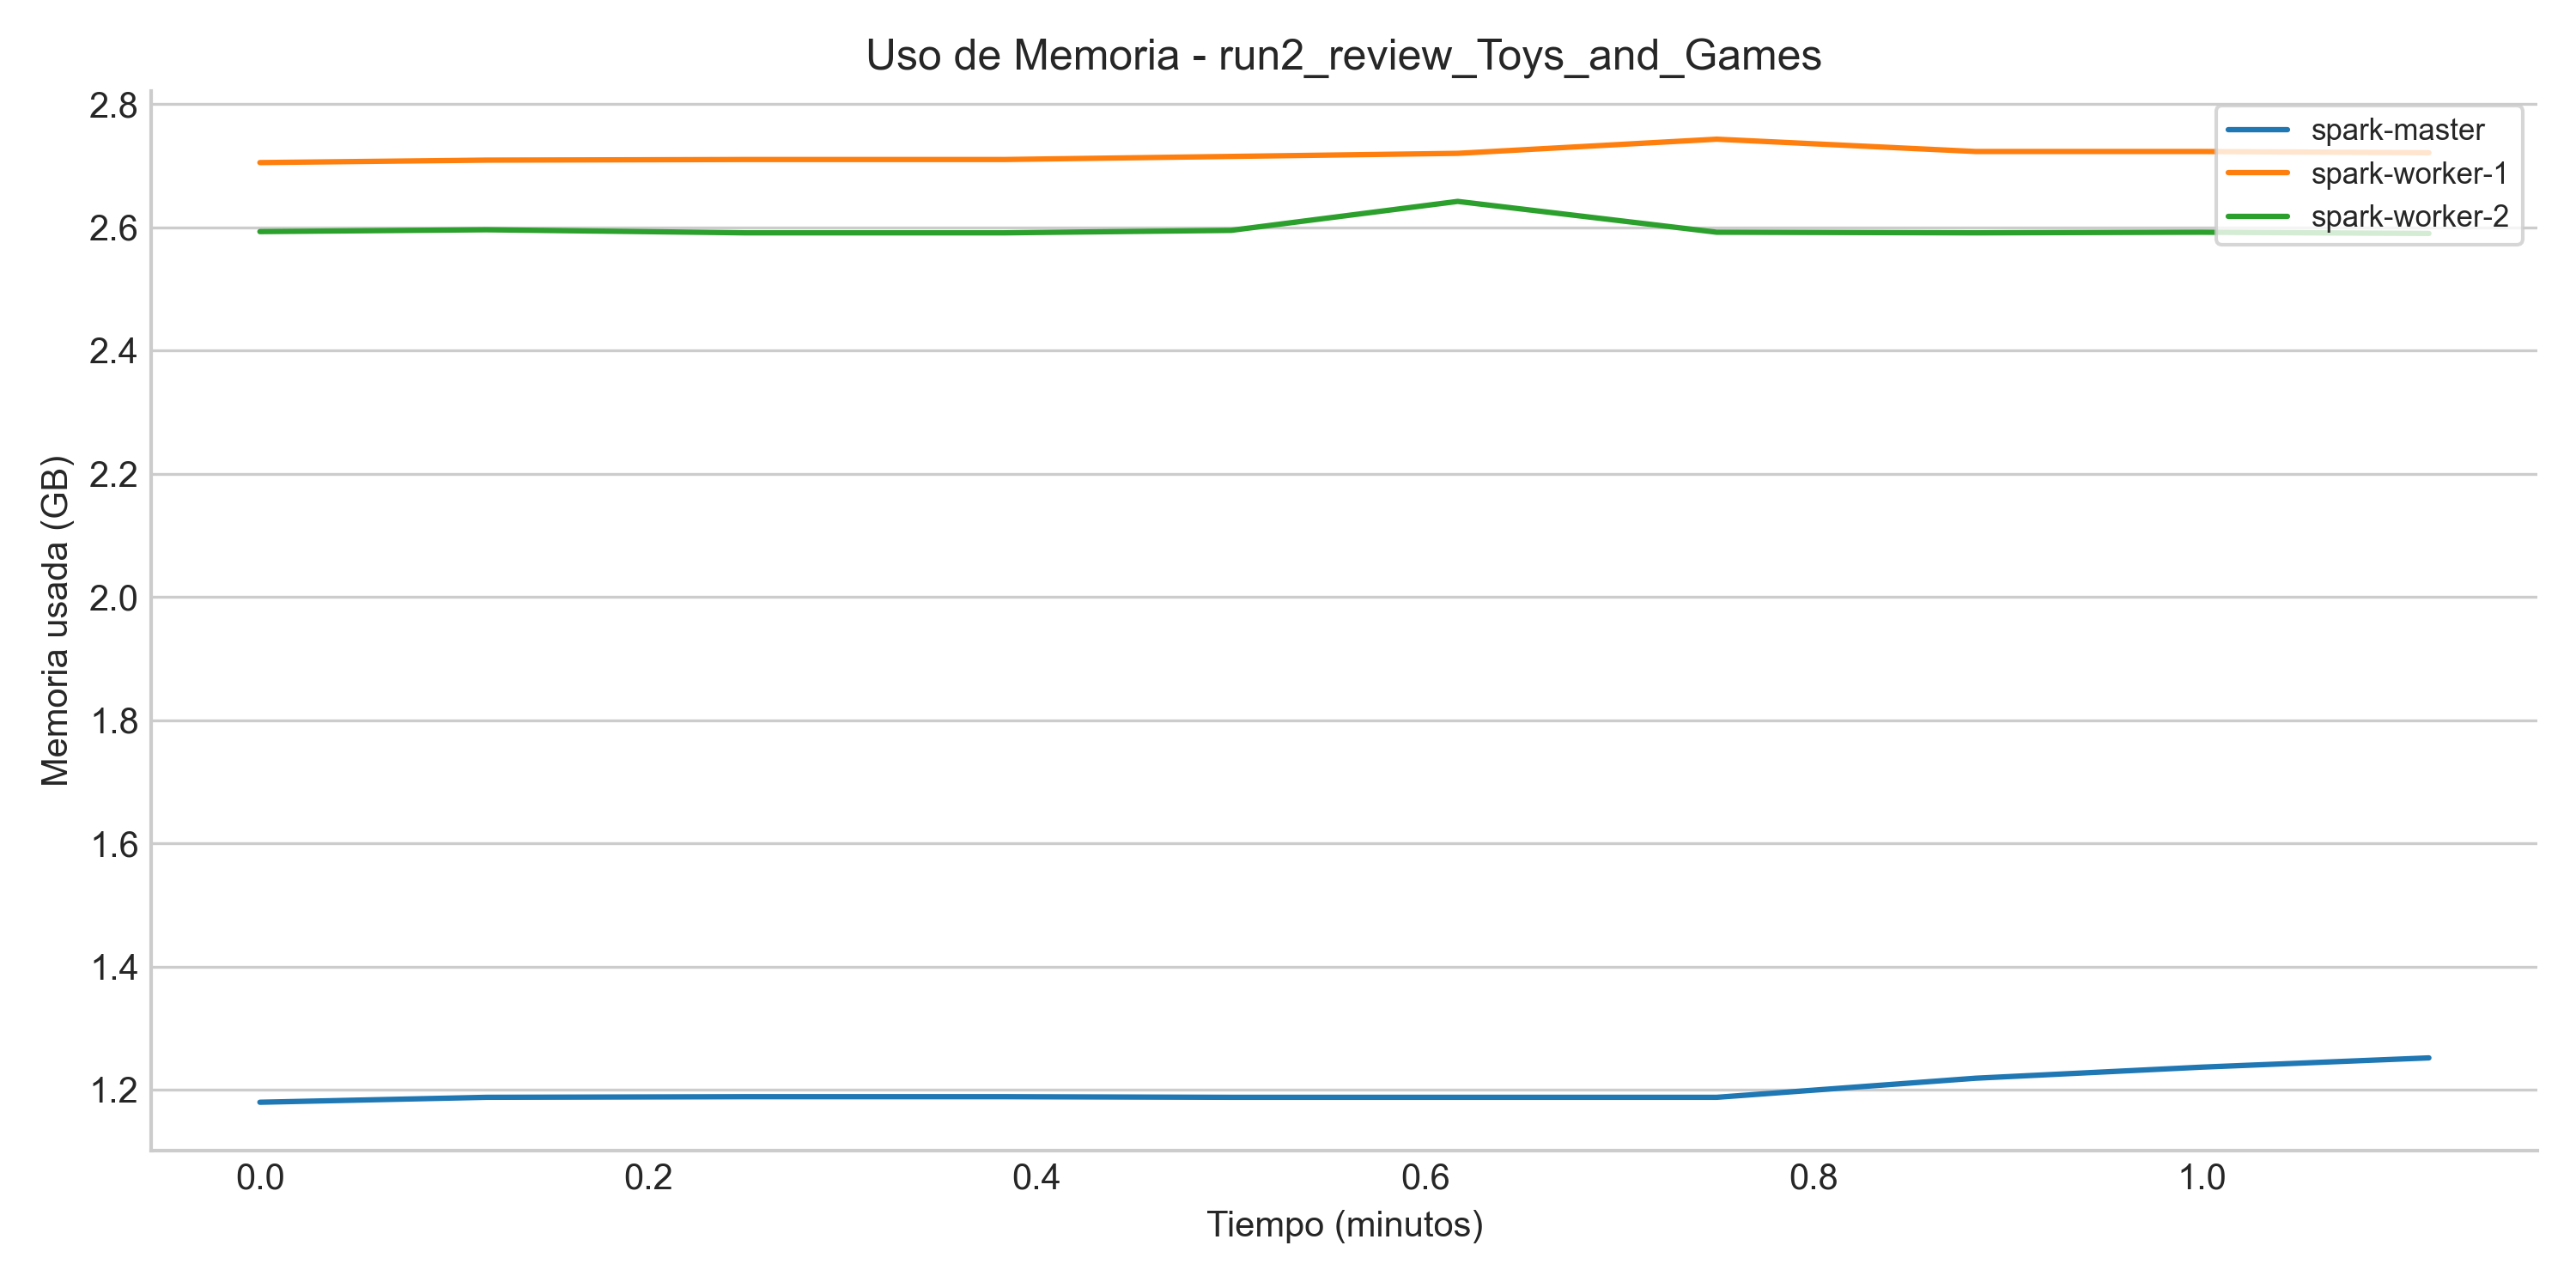 Uso de Memoria - run2_review_Toys_and_Games
2.8
2.6
2.4
2.2
2.0
1.8
1.6
1.4
1.2
Memoria usada (GB)
spark-master
spark-worker-1
spark-worker-2
0.0 0.2 0.4 0.6 0.8 1.0
Tiempo (minutos)